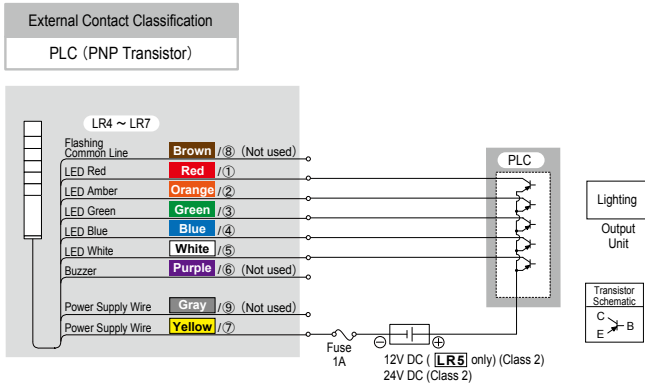 External Contact Classification
PLC (PNP Transistor)
LR4 ~ LR7
Flashing
Common Line Brown /⑧ (Not used)
LED Red Red /①
LED Amber Orange /②
LED Green Green /③
LED Blue Blue /④
LED White White /⑤
Buzzer Purple /⑥ (Not used)
Power Supply Wire Gray /⑨ (Not used)
Power Supply Wire Yellow /⑦
Fuse
1A
⊖ ⊕
12V DC ( LR5 only) (Class 2)
24V DC (Class 2)
PLC
Lighting
Output
Unit
Transistor
Schematic
C
E
B